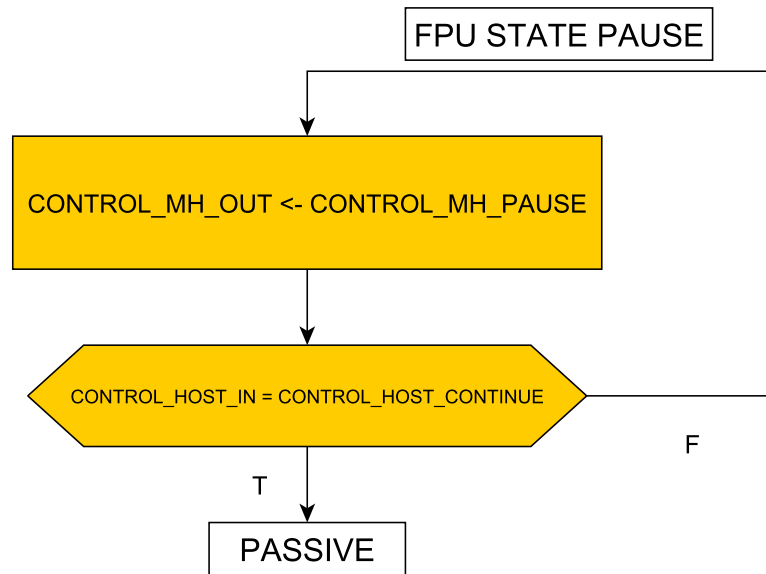 FPU STATE PAUSE
CONTROL_MH_OUT <- CONTROL_MH_PAUSE
CONTROL_HOST_IN = CONTROL_HOST_CONTINUE
F
T
PASSIVE